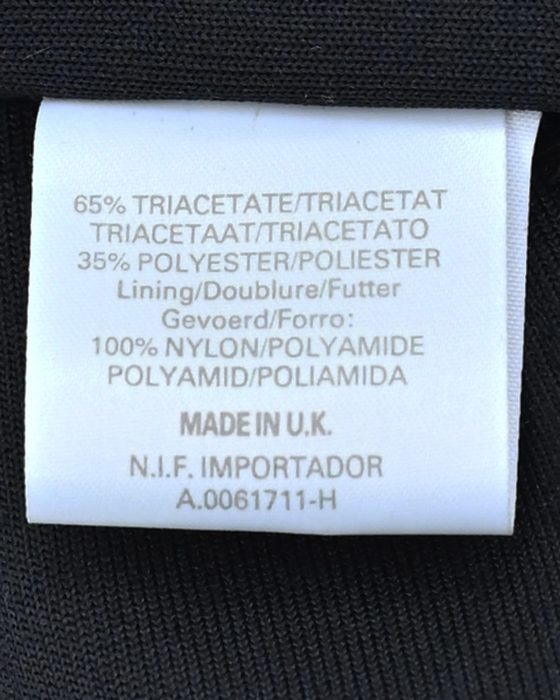 65% TRIACETATE/TRIACETAT
TRIACETAAT/TRIACETATO
35% POLYESTER/POLIESTER
Lining/Doublure/Futter
Gevoerd/Forro:
100% NYLON/POLYAMIDE
POLYAMID/POLIAMIDA
MADE IN U.K.
N.I.F. IMPORTADOR
A.0061711-H